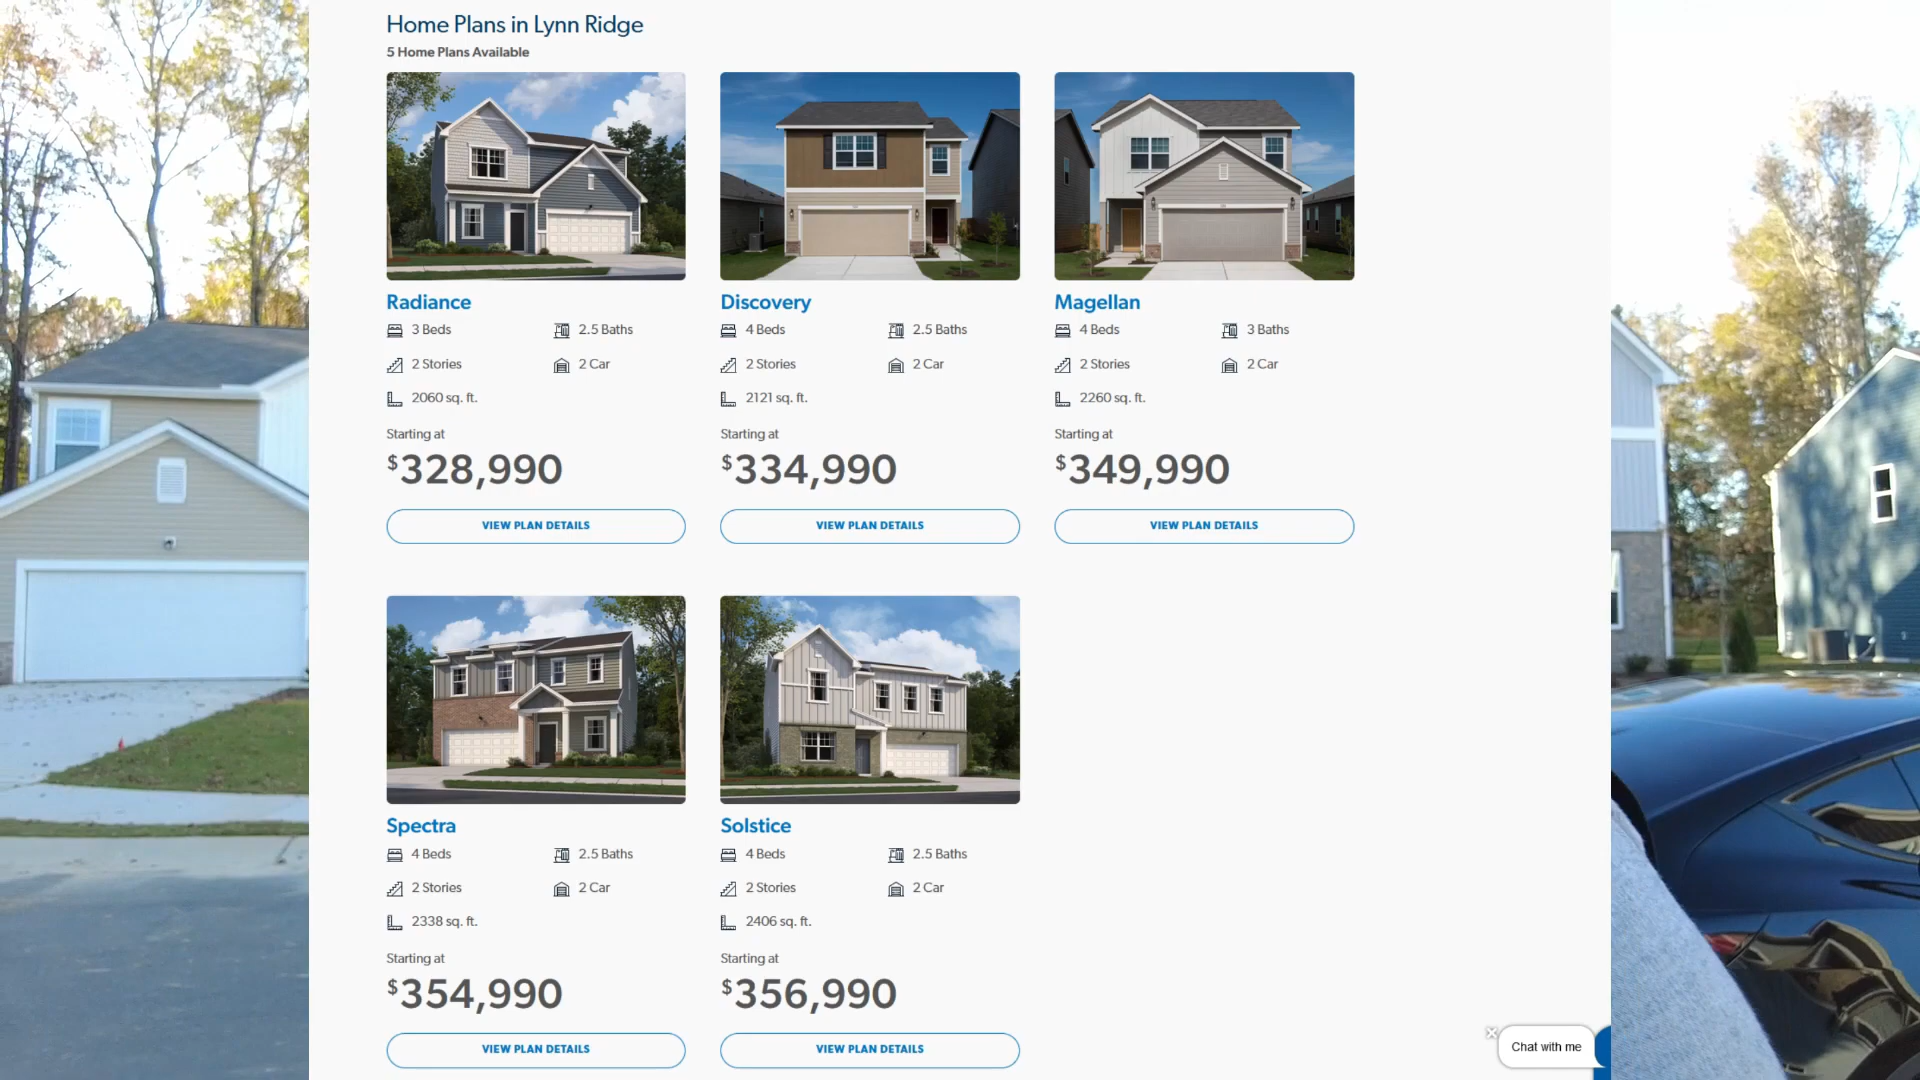 Home Plans in Lynn Ridge
5 Home Plans Available
Radiance
3 Beds
2.5 Baths
2 Stories
2 Car
2060 sq. ft.
Starting at
$328,990
VIEW PLAN DETAILS
Discovery
4 Beds
2.5 Baths
2 Stories
2 Car
2121 sq. ft.
Starting at
$334,990
VIEW PLAN DETAILS
Magellan
4 Beds
3 Baths
2 Stories
2 Car
2260 sq. ft.
Starting at
$349,990
VIEW PLAN DETAILS
Spectra
4 Beds
2.5 Baths
2 Stories
2 Car
2338 sq. ft.
Starting at
$354,990
VIEW PLAN DETAILS
Solstice
4 Beds
2.5 Baths
2 Stories
2 Car
2406 sq. ft.
Starting at
$356,990
VIEW PLAN DETAILS
Chat with me